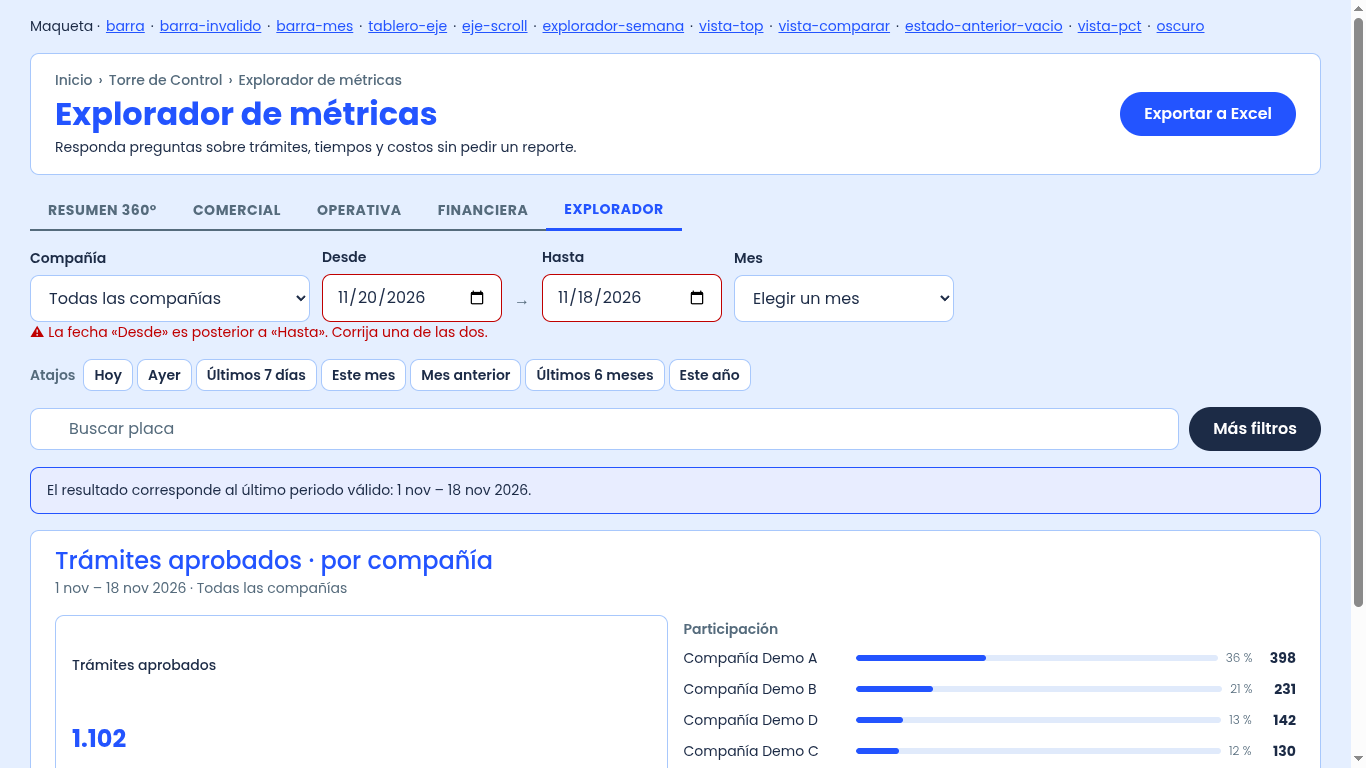 Maqueta · barra · barra-invalido · barra-mes · tablero-eje · eje-scroll · explorador-semana · vista-top · vista-comparar · estado-anterior-vacio · vista-pct · oscuro
Inicio › Torre de Control › Explorador de métricas
Explorador de métricas
Responda preguntas sobre trámites, tiempos y costos sin pedir un reporte.
Exportar a Excel
RESUMEN 360° COMERCIAL OPERATIVA FINANCIERA EXPLORADOR
Compañía Desde Hasta Mes
Todas las compañías 11/20/2026 → 11/18/2026 Elegir un mes
⚠ La fecha «Desde» es posterior a «Hasta». Corrija una de las dos.
Atajos Hoy Ayer Últimos 7 días Este mes Mes anterior Últimos 6 meses Este año
Buscar placa Más filtros
El resultado corresponde al último periodo válido: 1 nov – 18 nov 2026.
Trámites aprobados · por compañía
1 nov – 18 nov 2026 · Todas las compañías
Trámites aprobados
1.102
Participación
Compañía Demo A 36 % 398
Compañía Demo B 21 % 231
Compañía Demo D 13 % 142
Compañía Demo C 12 % 130